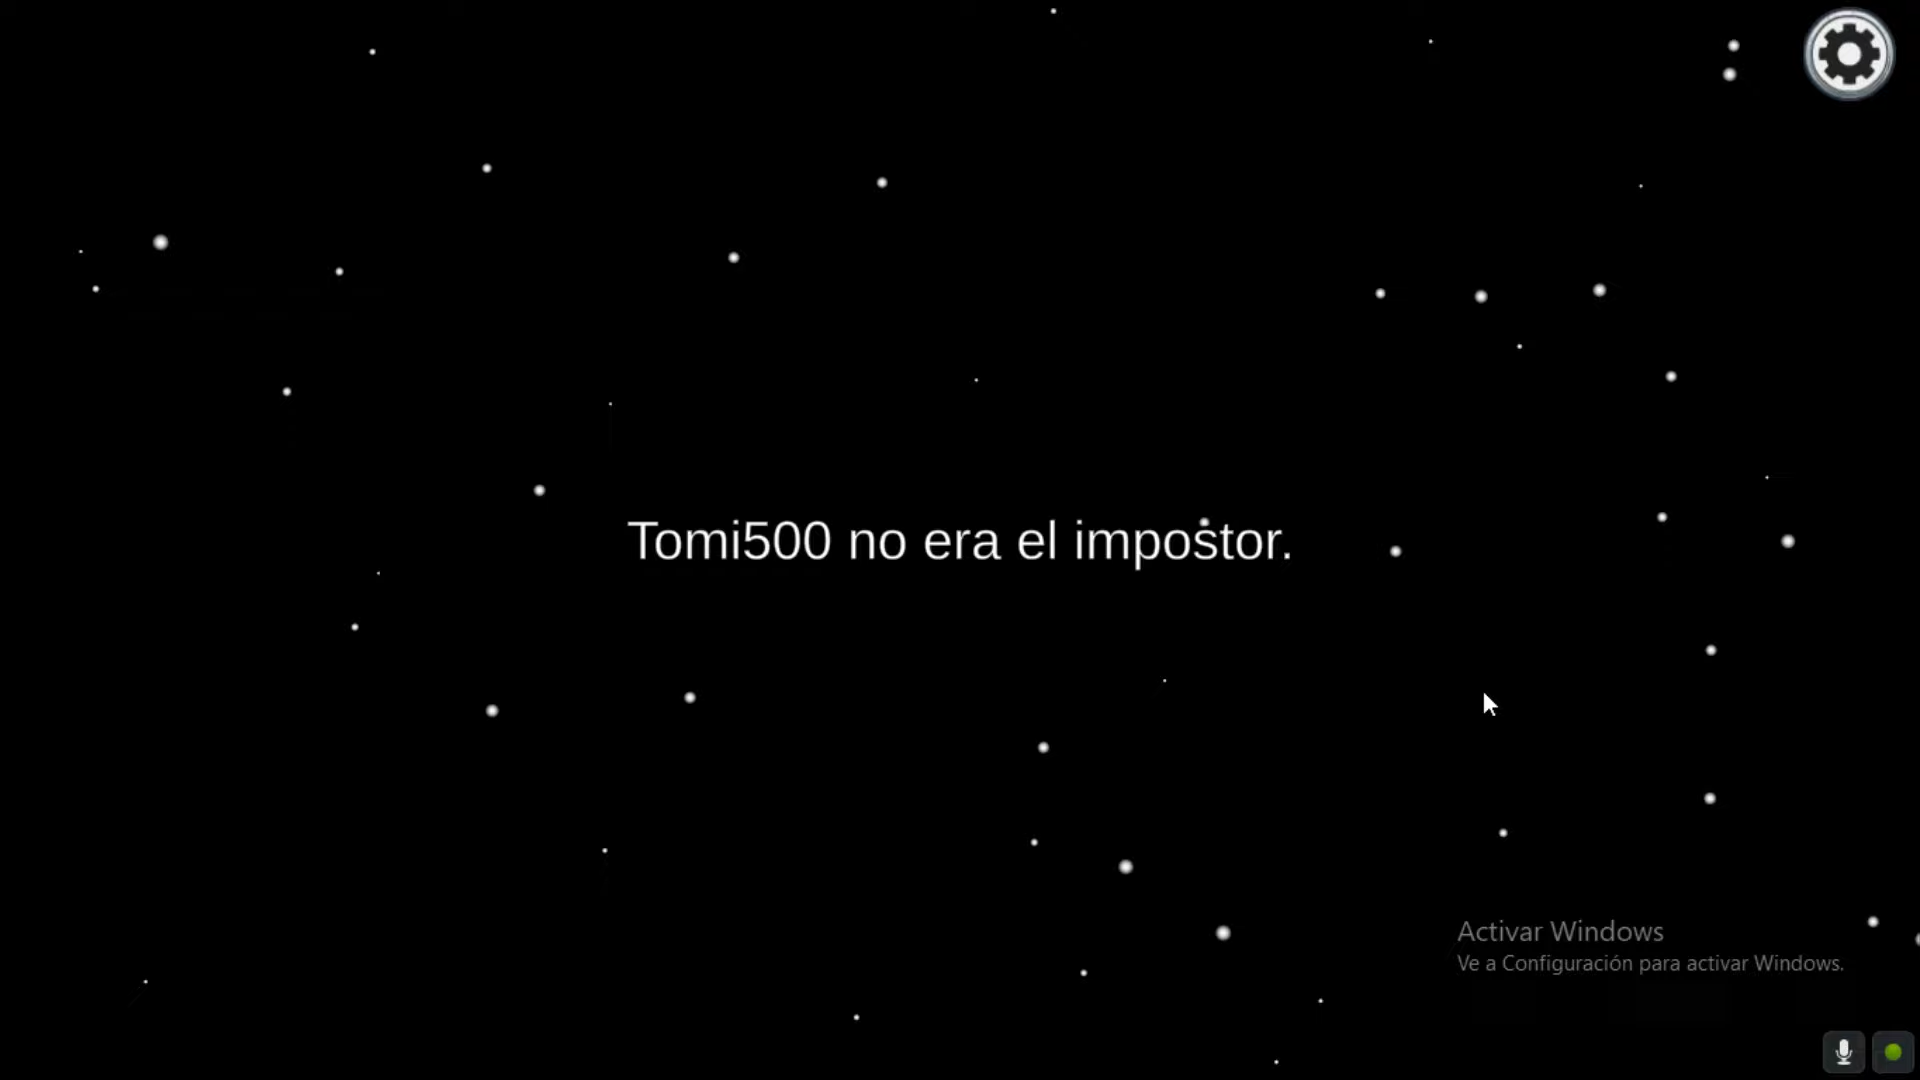 Tomi500 no era el impostor.
Activar Windows
Ve a Configuración para activar Windows.